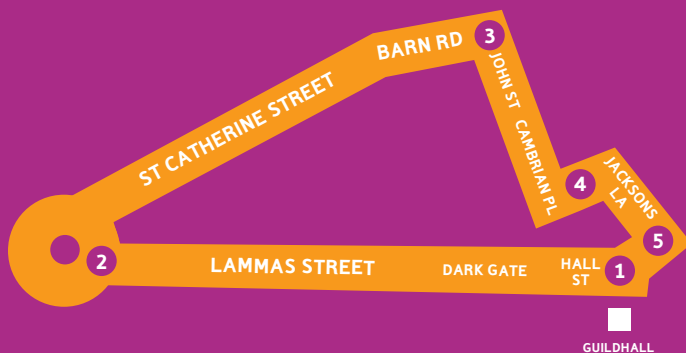 BARN RD
3
ST CATHERINE STREET
JOHN ST
CAMBRIAN PL
4
JACKSONS
LA
5
2
LAMMAS STREET
DARK GATE
HALL
ST
1
GUILDHALL